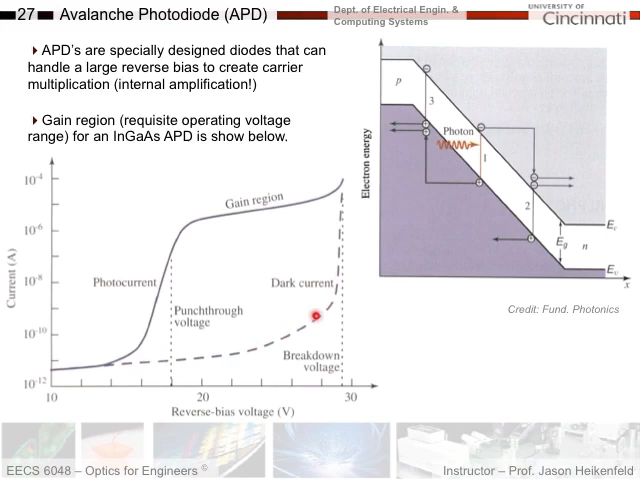 27 Avalanche Photodiode (APD)
Dept. of Electrical Engin. &
Computing Systems
UNIVERSITY OF
Cincinnati
APD's are specially designed diodes that can
handle a large reverse bias to create carrier
multiplication (internal amplification!)
Gain region (requisite operating voltage
range) for an InGaAs APD is show below.
Current (A)
10⁻⁴
10⁻⁶
10⁻⁸
10⁻¹⁰
10⁻¹²
Gain region
Photocurrent
Dark current
Punchthrough
voltage
Breakdown
voltage
10
20
30
Reverse-bias voltage (V)
Electron energy
p
3
Photon
1
2
E_g
n
E_c
E_v
x
Credit: Fund. Photonics
EECS 6048 – Optics for Engineers ©
Instructor – Prof. Jason Heikenfeld